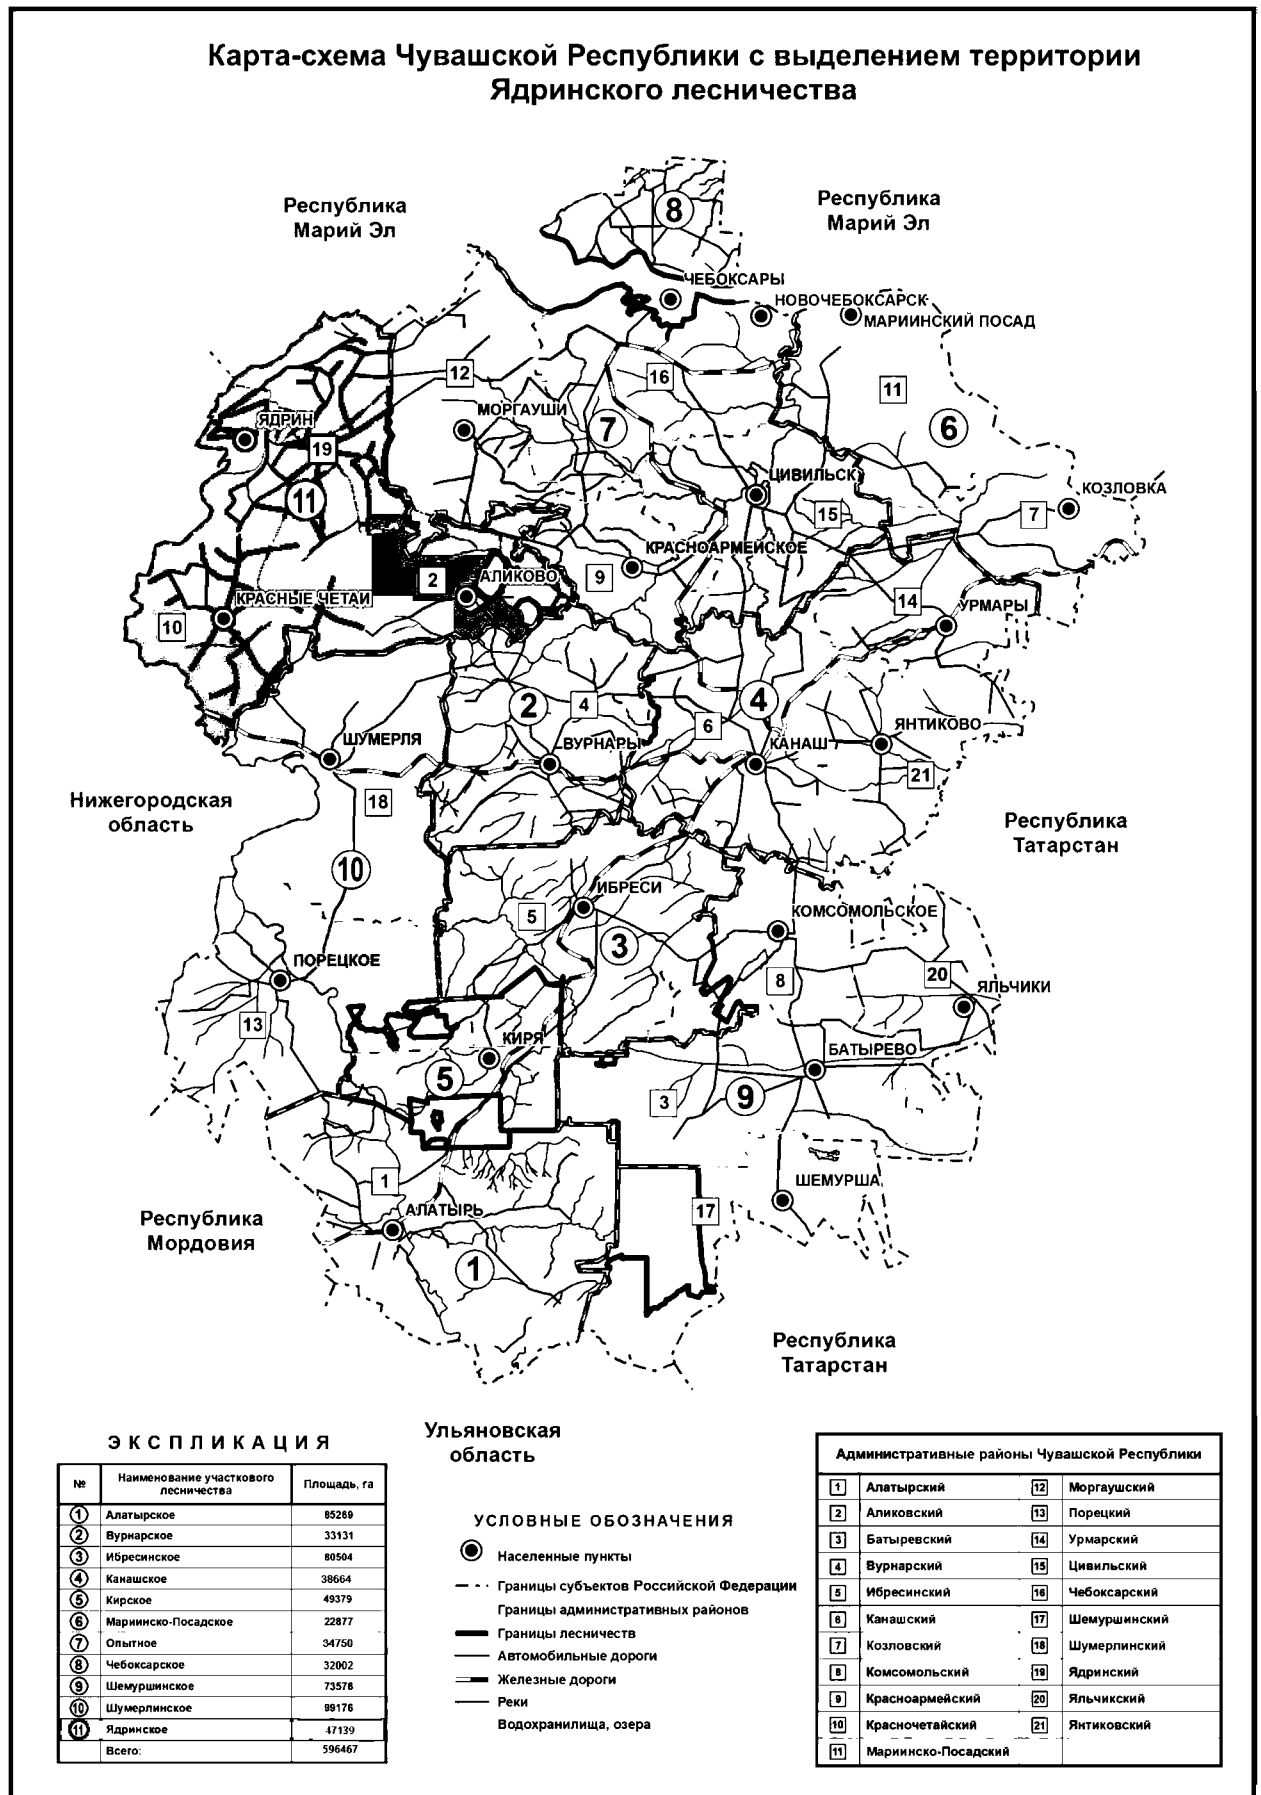 Карта-схема Чувашской Республики с выделением территории
Ядринского лесничества
Республика
Марий Эл
Республика
Марий Эл
8
ЧЕБОКСАРЫ
НОВОЧЕБОКСАРСК
МАРИИНСКИЙ ПОСАД
12
16
11
МОРГАУШИ
ЯДРИН
7
6
19
ЦИВИЛЬСК
КОЗЛОВКА
11
15
7
КРАСНОАРМЕЙСКОЕ
2
АЛИКОВО
9
КРАСНЫЕ ЧЕТАИ
14
УРМАРЫ
10
2
4
4
6
ЯНТИКОВО
ШУМЕРЛЯ
ВУРНАРЫ
КАНАШ
21
Нижегородская
область
18
Республика
Татарстан
10
ИБРЕСИ
5
КОМСОМОЛЬСКОЕ
3
ПОРЕЦКОЕ
8
20
ЯЛЬЧИКИ
13
КИРЯ
БАТЫРЕВО
5
3
9
1
ШЕМУРША
17
Республика
Мордовия
АЛАТЫРЬ
1
Республика
Татарстан
Ульяновская
область
ЭКСПЛИКАЦИЯ
№ Наименование участкового лесничества Площадь, га
1 Алатырское 85269
2 Вурнарское 33131
3 Ибресинское 80504
4 Канашское 38664
5 Кирское 49379
6 Мариинско-Посадское 22877
7 Опытное 34750
8 Чебоксарское 32002
9 Шемуршинское 73576
10 Шумерлинское 99176
11 Ядринское 47139
Всего: 596467
УСЛОВНЫЕ ОБОЗНАЧЕНИЯ
Населенные пункты
Границы субъектов Российской Федерации
Границы административных районов
Границы лесничеств
Автомобильные дороги
Железные дороги
Реки
Водохранилища, озера
Административные районы Чувашской Республики
1 Алатырский 12 Моргаушский
2 Аликовский 13 Порецкий
3 Батыревский 14 Урмарский
4 Вурнарский 15 Цивильский
5 Ибресинский 16 Чебоксарский
6 Канашский 17 Шемуршинский
7 Козловский 18 Шумерлинский
8 Комсомольский 19 Ядринский
9 Красноармейский 20 Яльчикский
10 Красночетайский 21 Янтиковский
11 Мариинско-Посадский